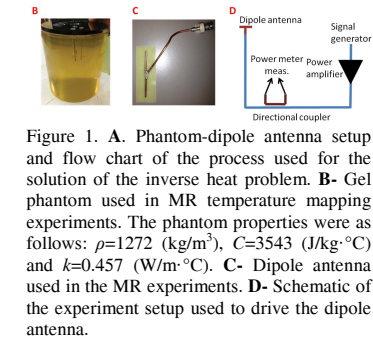 B C D
Dipole antenna
Signal
generator
Power meter
meas.
Power
amplifier
Directional coupler
Figure 1. A. Phantom-dipole antenna setup
and flow chart of the process used for the
solution of the inverse heat problem. B- Gel
phantom used in MR temperature mapping
experiments. The phantom properties were as
follows: ρ=1272 (kg/m³), C=3543 (J/kg·°C)
and k=0.457 (W/m·°C). C- Dipole antenna
used in the MR experiments. D- Schematic of
the experiment setup used to drive the dipole
antenna.